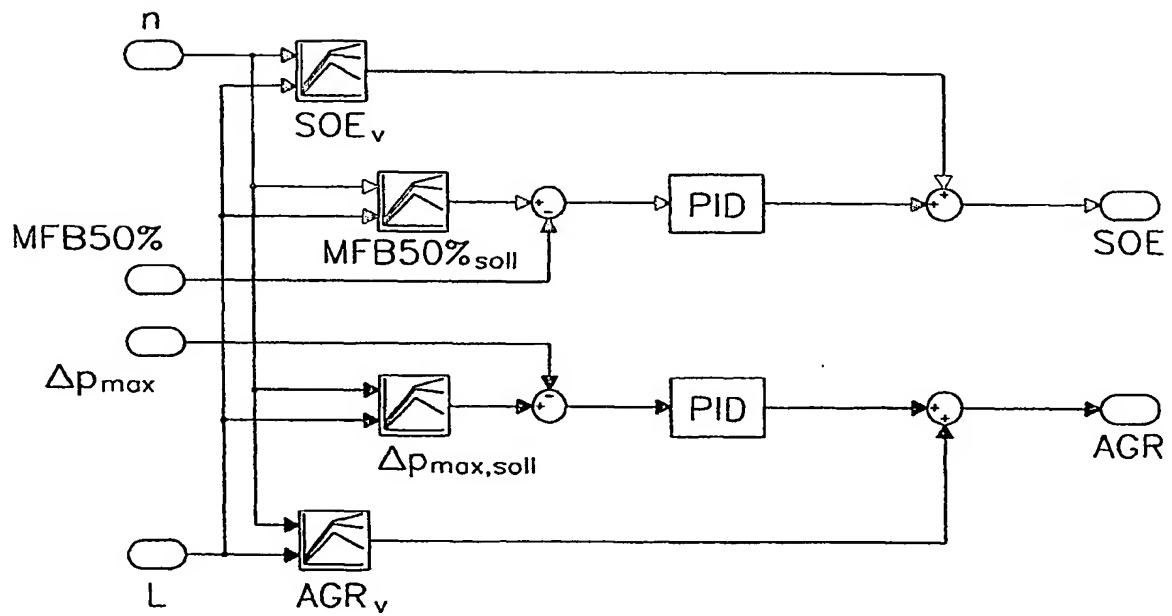 n
SOEv
MFB50%
MFB50%soll
PID
SOE
Δpmax
Δpmax,soll
PID
AGR
L
AGRv
+
−
+
+
+
−
+
+